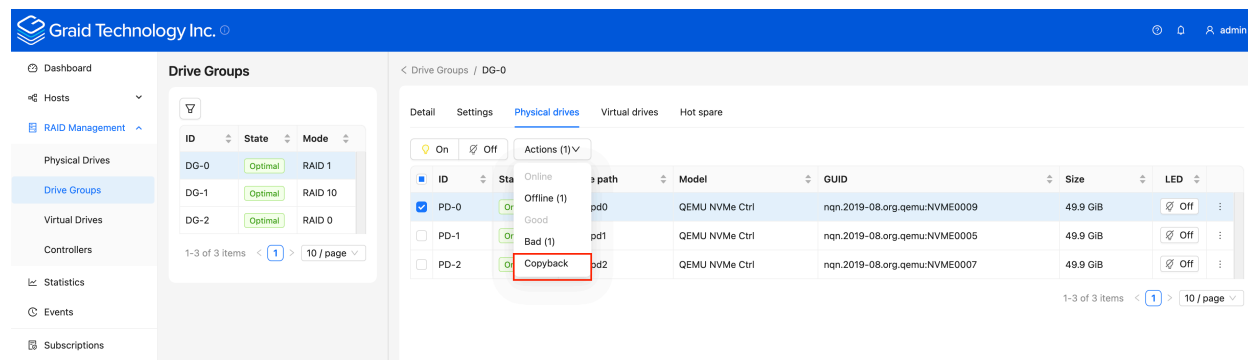 Graid Technology Inc.
admin
Dashboard
Hosts
RAID Management
Physical Drives
Drive Groups
Virtual Drives
Controllers
Statistics
Events
Subscriptions
Drive Groups
ID State Mode
DG-0 Optimal RAID 1
DG-1 Optimal RAID 10
DG-2 Optimal RAID 0
1-3 of 3 items < 1 > 10 / page
< Drive Groups / DG-0
Detail Settings Physical drives Virtual drives Hot spare
On Off Actions (1)
Online
Offline (1)
Good
Bad (1)
Copyback
ID Model GUID Size LED
PD-0 QEMU NVMe Ctrl nqn.2019-08.org.qemu:NVME0009 49.9 GiB Off
PD-1 QEMU NVMe Ctrl nqn.2019-08.org.qemu:NVME0005 49.9 GiB Off
PD-2 QEMU NVMe Ctrl nqn.2019-08.org.qemu:NVME0007 49.9 GiB Off
1-3 of 3 items < 1 > 10 / page